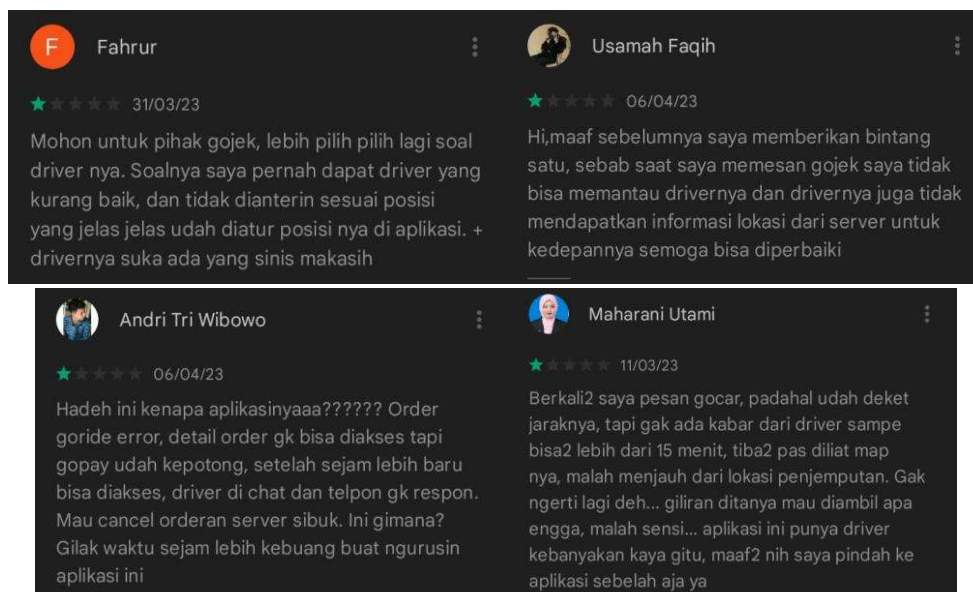 F
Fahrur
31/03/23
Mohon untuk pihak gojek, lebih pilih pilih lagi soal
driver nya. Soalnya saya pernah dapat driver yang
kurang baik, dan tidak dianterin sesuai posisi
yang jelas jelas udah diatur posisi nya di aplikasi. +
drivernya suka ada yang sinis makasih
Usamah Faqih
06/04/23
Hi,maaf sebelumnya saya memberikan bintang
satu, sebab saat saya memesan gojek saya tidak
bisa memantau drivernya dan drivernya juga tidak
mendapatkan informasi lokasi dari server untuk
kedepannya semoga bisa diperbaiki
Andri Tri Wibowo
06/04/23
Hadeh ini kenapa aplikasinyaaa?????? Order
goride error, detail order gk bisa diakses tapi
gopay udah kepotong, setelah sejam lebih baru
bisa diakses, driver di chat dan telpon gk respon.
Mau cancel orderan server sibuk. Ini gimana?
Gilak waktu sejam lebih kebuang buat ngurusin
aplikasi ini
Maharani Utami
11/03/23
Berkali2 saya pesan gocar, padahal udah deket
jaraknya, tapi gak ada kabar dari driver sampe
bisa2 lebih dari 15 menit, tiba2 pas diliat map
nya, malah menjauh dari lokasi penjemputan. Gak
ngerti lagi deh... giliran ditanya mau diambil apa
engga, malah sensi... aplikasi ini punya driver
kebanyakan kaya gitu, maaf2 nih saya pindah ke
aplikasi sebelah aja ya